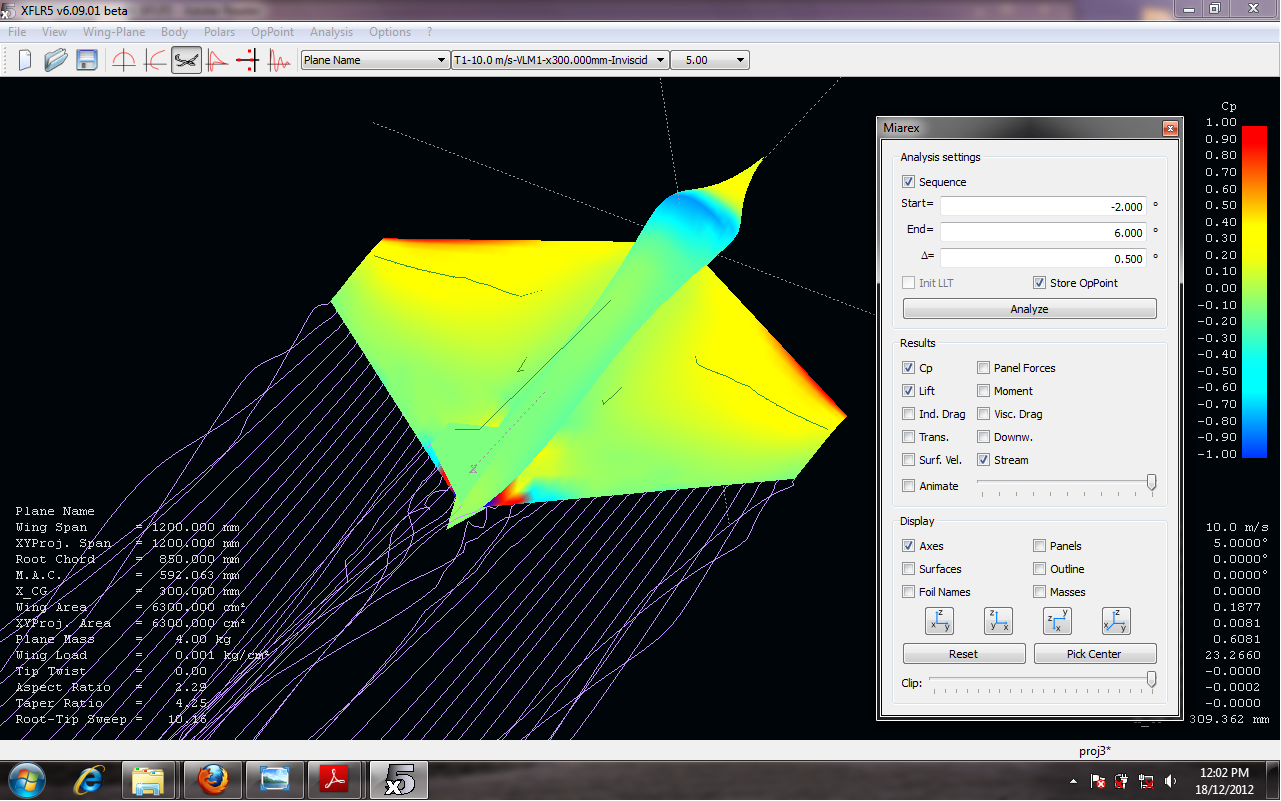 XFLR5 v6.09.01 beta
File View Wing-Plane Body Polars OpPoint Analysis Options ?
Plane Name T1-10.0 m/s-VLM1-x300.000mm-Inviscid 5.00
Cp
1.00
0.90
0.80
0.70
0.60
0.50
0.40
0.30
0.20
0.10
0.00
-0.10
-0.20
-0.30
-0.40
-0.50
-0.60
-0.70
-0.80
-0.90
-1.00
Miarex
Analysis settings
Sequence
Start= -2.000 °
End= 6.000 °
Δ= 0.500 °
Init LLT Store OpPoint
Analyze
Results
Cp Panel Forces
Lift Moment
Ind. Drag Visc. Drag
Trans. Downw.
Surf. Vel. Stream
Animate
Display
Axes Panels
Surfaces Outline
Foil Names Masses
z x y
z y x
y z x
z x y
Reset Pick Center
Clip:
X
Plane Name
Wing Span = 1200.000 mm
XYProj. Span = 1200.000 mm
Root Chord = 850.000 mm
M.A.C. = 592.063 mm
X_CG = 300.000 mm
Wing Area = 6300.000 cm²
XYProj. Area = 6300.000 cm²
Plane Mass = 4.00 kg
Wing Load = 0.001 kg/cm²
Tip Twist = 0.00
Aspect Ratio = 2.29
Taper Ratio = 4.25
Root-Tip Sweep = 10.16
10.0 m/s
5.0000°
0.0000°
0.0000°
0.0000
0.1877
0.0081
0.6081
23.2660
-0.0000
-0.0002
-0.0000
309.362 mm
proj3*
x5
12:02 PM
18/12/2012